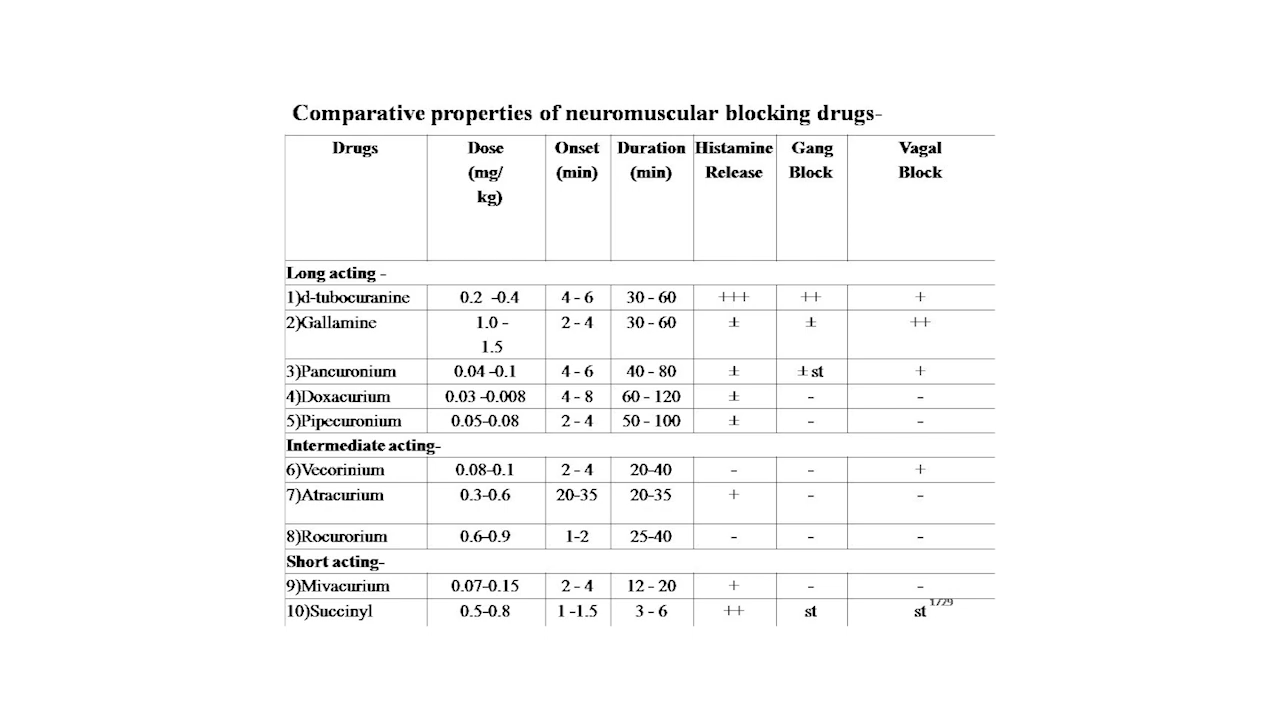 Comparative properties of neuromuscular blocking drugs-
Drugs Dose Onset Duration Histamine Gang Vagal
(mg/ (min) (min) Release Block Block
kg)
Long acting -
1)d-tubocuranine 0.2 -0.4 4 - 6 30 - 60 +++ ++ +
2)Gallamine 1.0 - 2 - 4 30 - 60 ± ± ++
1.5
3)Pancuronium 0.04 -0.1 4 - 6 40 - 80 ± ± st +
4)Doxacurium 0.03 -0.008 4 - 8 60 - 120 ± - -
5)Pipecuronium 0.05-0.08 2 - 4 50 - 100 ± - -
Intermediate acting-
6)Vecorinium 0.08-0.1 2 - 4 20-40 - - +
7)Atracurium 0.3-0.6 20-35 20-35 + - -
8)Rocurorium 0.6-0.9 1-2 25-40 - - -
Short acting-
9)Mivacurium 0.07-0.15 2 - 4 12 - 20 + - -
10)Succinyl 0.5-0.8 1 -1.5 3 - 6 ++ st st
1729